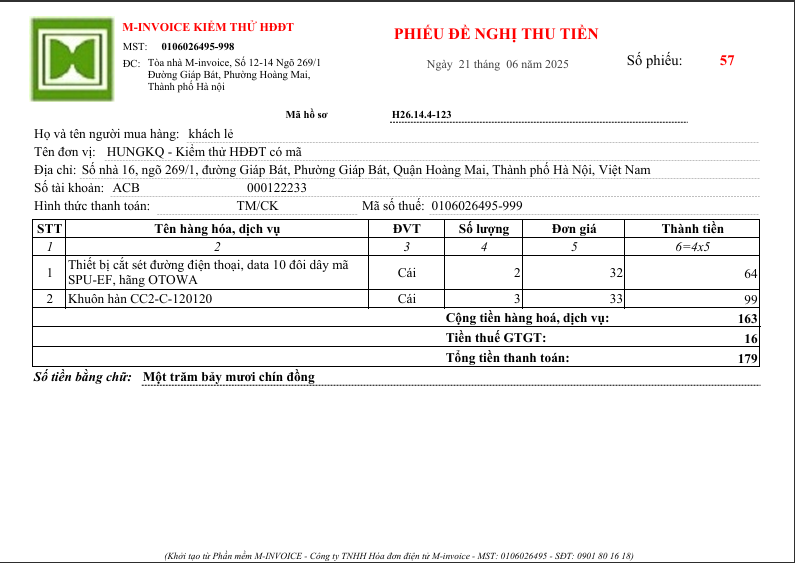 M-INVOICE KIỂM THỬ HĐĐT
MST: 0106026495-998
ĐC: Tòa nhà M-invoice, Số 12-14 Ngõ 269/1
Đường Giáp Bát, Phường Hoàng Mai,
Thành phố Hà nội
PHIẾU ĐỀ NGHỊ THU TIỀN
Ngày 21 tháng 06 năm 2025
Số phiếu: 57
Mã hồ sơ H26.14.4-123
Họ và tên người mua hàng: khách lẻ
Tên đơn vị: HUNGKQ - Kiểm thử HĐĐT có mã
Địa chỉ: Số nhà 16, ngõ 269/1, đường Giáp Bát, Phường Giáp Bát, Quận Hoàng Mai, Thành phố Hà Nội, Việt Nam
Số tài khoản: ACB 000122233
Hình thức thanh toán: TM/CK Mã số thuế: 0106026495-999
STT Tên hàng hóa, dịch vụ ĐVT Số lượng Đơn giá Thành tiền
1 2 3 4 5 6=4x5
1 Thiết bị cắt sét đường điện thoại, data 10 đôi dây mã SPU-EF, hãng OTOWA Cái 2 32 64
2 Khuôn hàn CC2-C-120120 Cái 3 33 99
Cộng tiền hàng hoá, dịch vụ: 163
Tiền thuế GTGT: 16
Tổng tiền thanh toán: 179
Số tiền bằng chữ: Một trăm bảy mươi chín đồng
(Khởi tạo từ Phần mềm M-INVOICE - Công ty TNHH Hóa đơn điện tử M-invoice - MST: 0106026495 - SĐT: 0901 80 16 18)